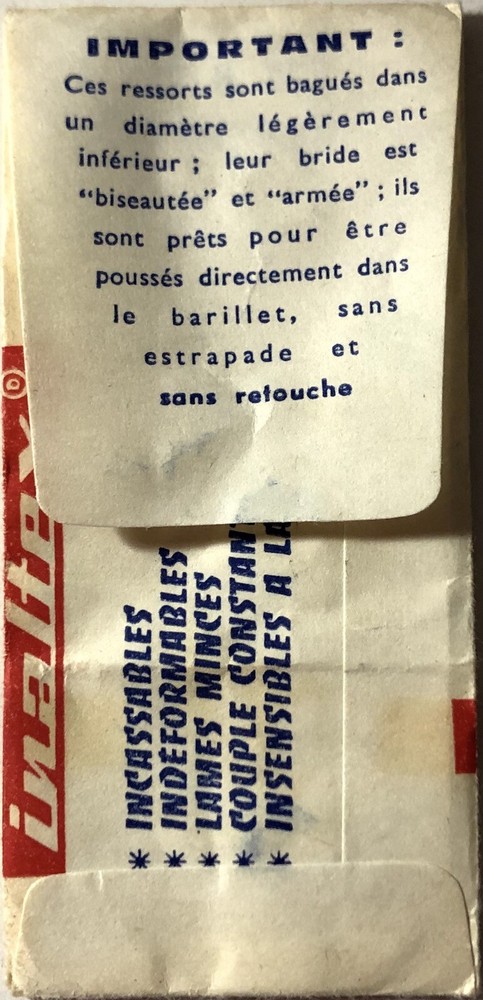 IMPORTANT :
Ces ressorts sont bagués dans
un diamètre légèrement
inférieur ; leur bride est
“biseautée” et “armée” ; ils
sont prêts pour être
poussés directement dans
le barillet, sans
estrapade et
sans retouche
inaltex
* INCASSABLES
* INDÉFORMABLES
* LAMES MINCES
* COUPLE CONSTANT
* INSENSIBLES A LA